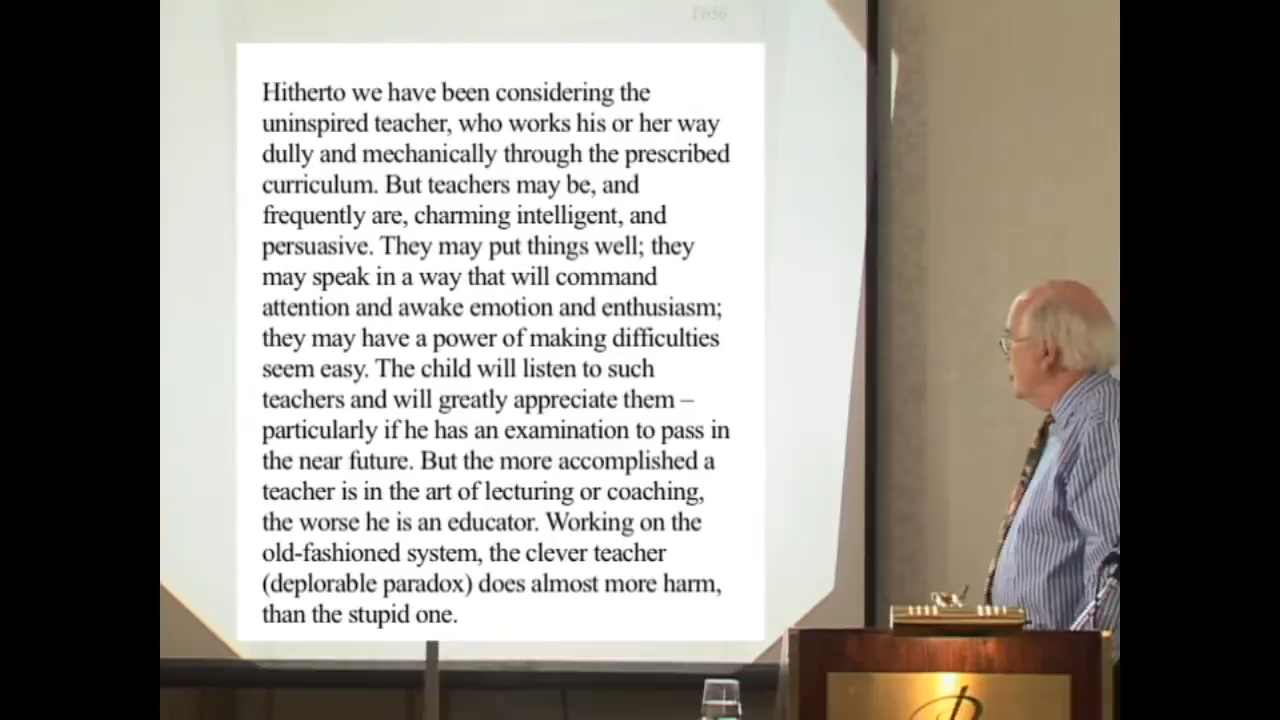 Hitherto we have been considering the
uninspired teacher, who works his or her way
dully and mechanically through the prescribed
curriculum. But teachers may be, and
frequently are, charming intelligent, and
persuasive. They may put things well; they
may speak in a way that will command
attention and awake emotion and enthusiasm;
they may have a power of making difficulties
seem easy. The child will listen to such
teachers and will greatly appreciate them –
particularly if he has an examination to pass in
the near future. But the more accomplished a
teacher is in the art of lecturing or coaching,
the worse he is an educator. Working on the
old-fashioned system, the clever teacher
(deplorable paradox) does almost more harm,
than the stupid one.